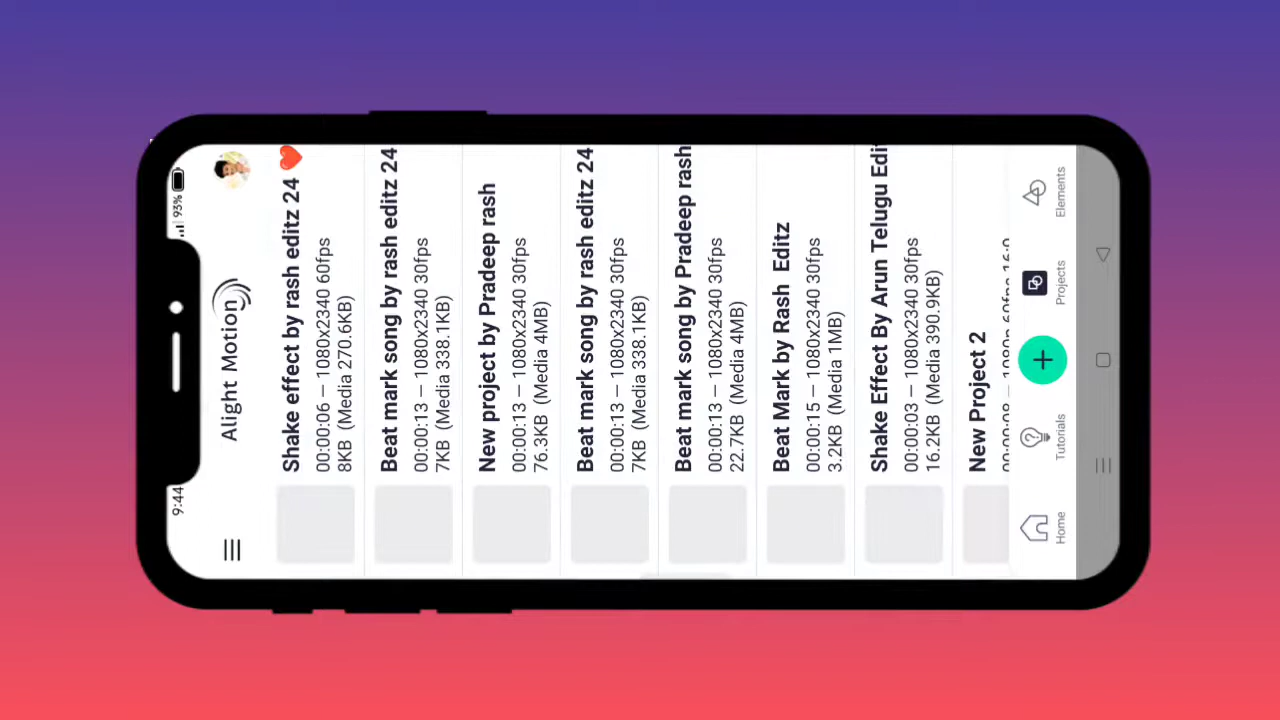 9:44
93%
Alight Motion
Shake effect by rash editz 24 ❤️
00:00:06 — 1080x2340 60fps
8KB (Media 270.6KB)
Beat mark song by rash editz 24
00:00:13 — 1080x2340 30fps
7KB (Media 338.1KB)
New project by Pradeep rash
00:00:13 — 1080x2340 30fps
76.3KB (Media 4MB)
Beat mark song by rash editz 24
00:00:13 — 1080x2340 30fps
7KB (Media 338.1KB)
Beat mark song by Pradeep rash
00:00:13 — 1080x2340 30fps
22.7KB (Media 4MB)
Beat Mark by Rash Editz
00:00:15 — 1080x2340 30fps
3.2KB (Media 1MB)
Shake Effect By Arun Telugu Edi
00:00:03 — 1080x2340 30fps
16.2KB (Media 390.9KB)
New Project 2
Home
Tutorials
Projects
Elements